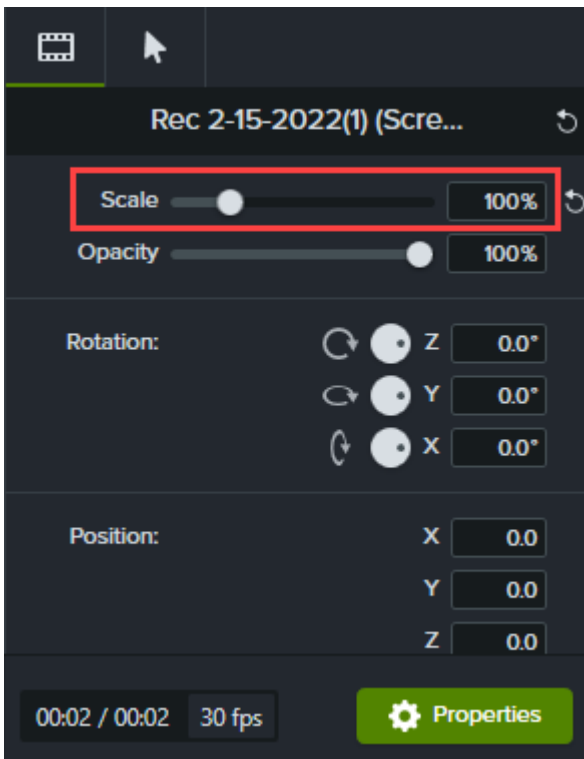 Rec 2-15-2022(1) (Scre...
Scale 100%
Opacity 100%
Rotation: Z 0.0°
Y 0.0°
X 0.0°
Position: X 0.0
Y 0.0
Z 0.0
00:02 / 00:02 30 fps Properties